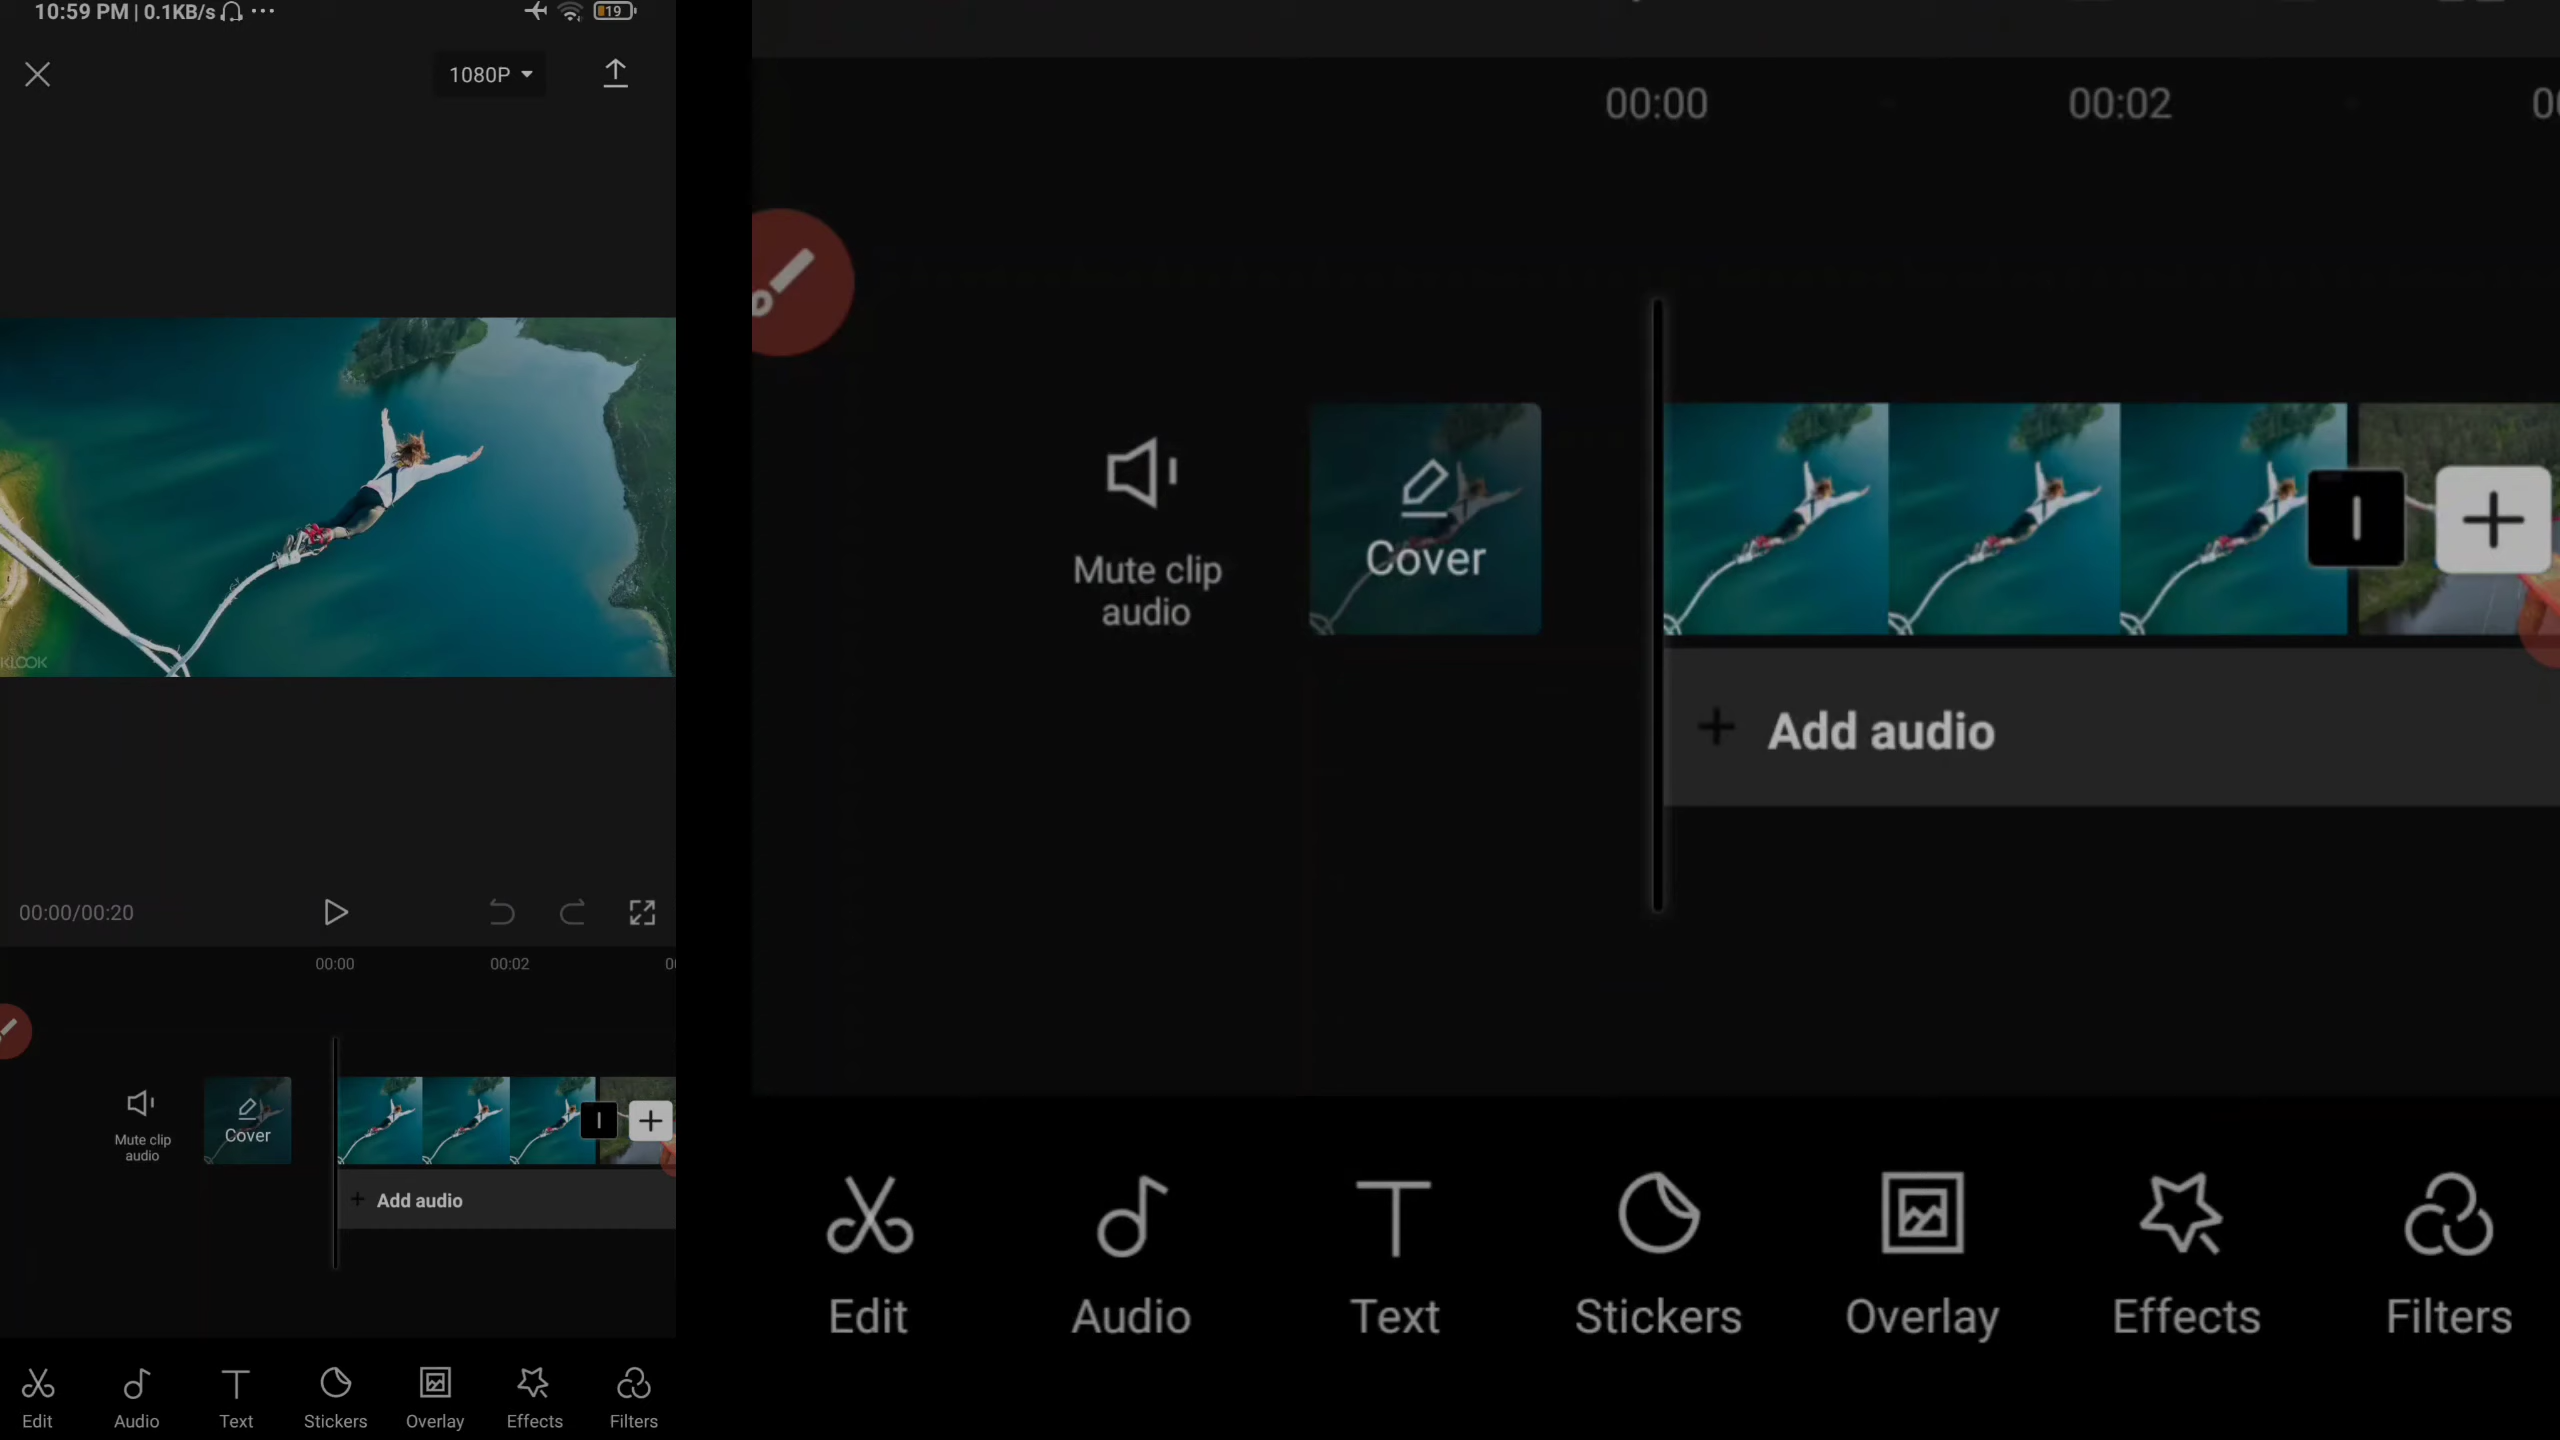 10:59 PM | 0.1KB/s ...
19
1080P
KLOOK
00:00/00:20
00:00
00:02
Mute clip
audio
Cover
Add audio
Edit
Audio
Text
Stickers
Overlay
Effects
Filters
00:00
00:02
Mute clip
audio
Cover
Add audio
Edit
Audio
Text
Stickers
Overlay
Effects
Filters